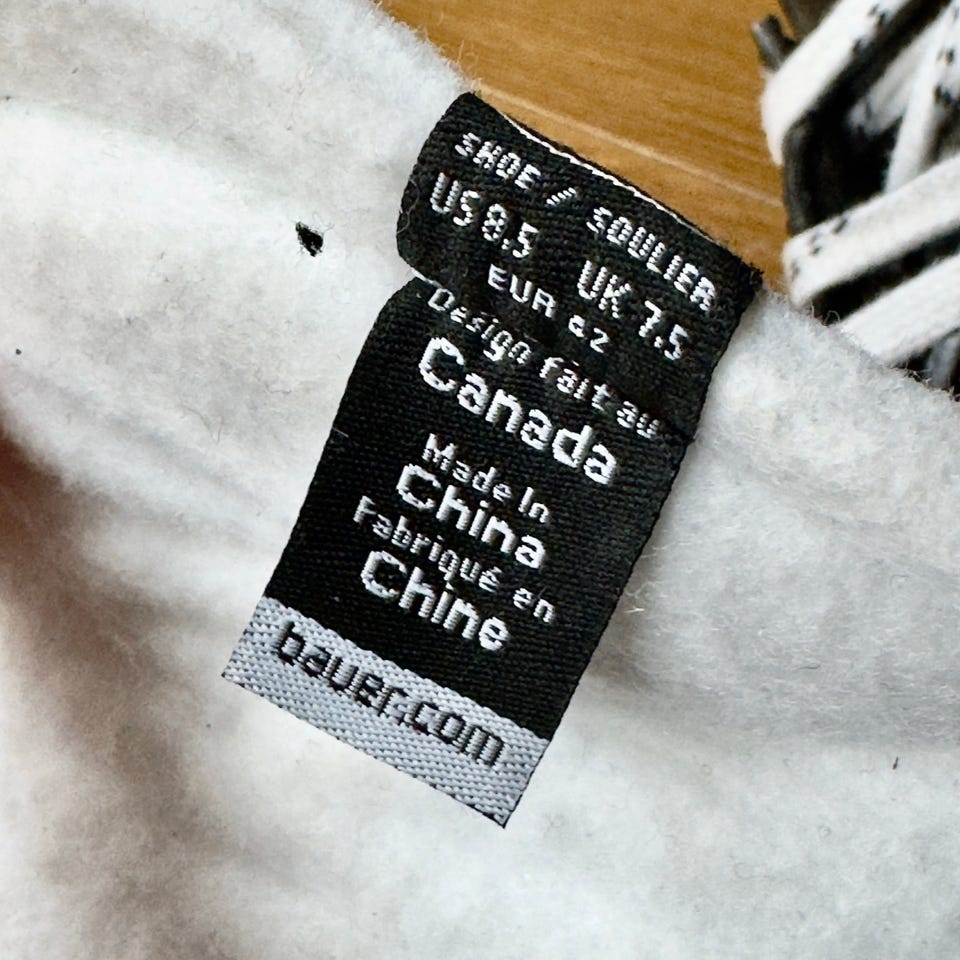 SHOE / SOULIER
US 8.5 UK 7.5
EUR 42
Design fait au
Canada
Made In
China
Fabriqué en
Chine
bauer.com